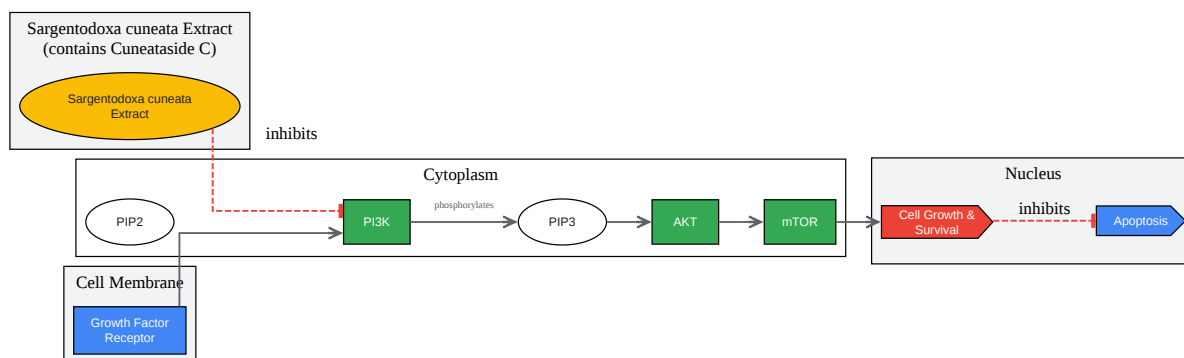 Sargentodoxa cuneata Extract
(contains Cuneataside C)
Sargentodoxa cuneata
Extract
inhibits
Cytoplasm
PIP2
PI3K
phosphorylates
PIP3
AKT
mTOR
Nucleus
Cell Growth &
Survival
inhibits
Apoptosis
Cell Membrane
Growth Factor
Receptor